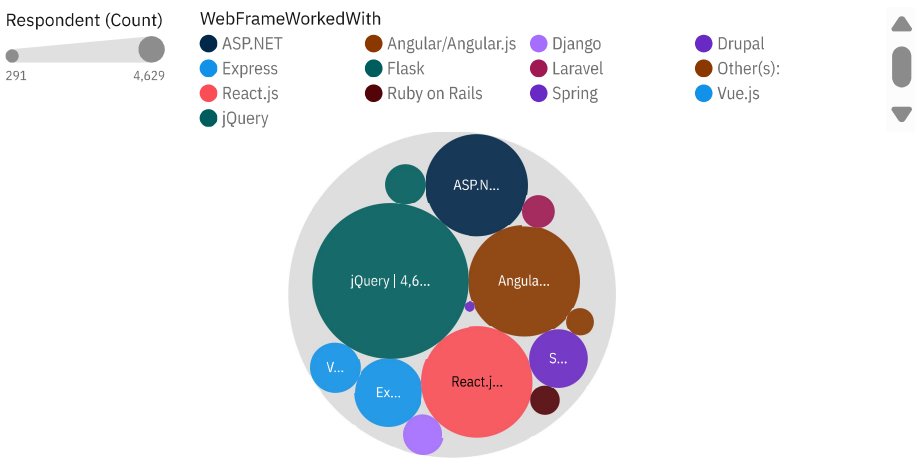 Respondent (Count)
291
4,629
WebFrameWorkedWith
ASP.NET
Angular/Angular.js
Django
Drupal
Express
Flask
Laravel
Other(s):
React.js
Ruby on Rails
Spring
Vue.js
jQuery
ASP.N...
jQuery | 4,6...
Angula...
V...
Ex...
React.j...
S...